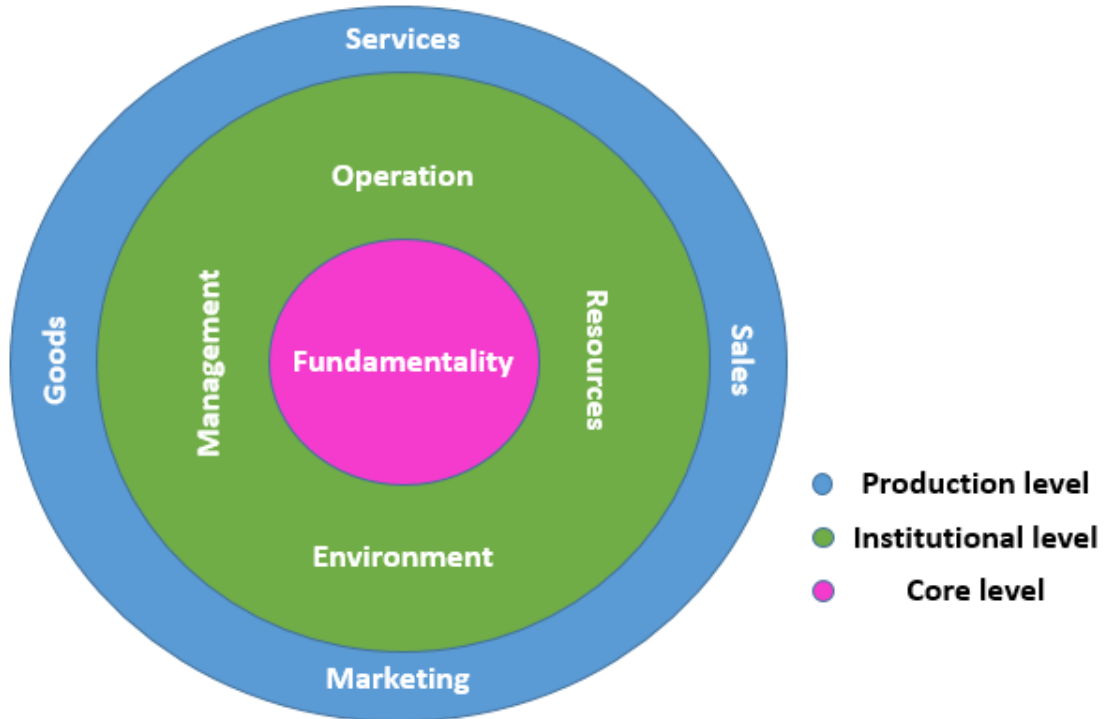 Services
Operation
Management
Resources
Goods
Fundamentality
Sales
Environment
Marketing
Production level
Institutional level
Core level